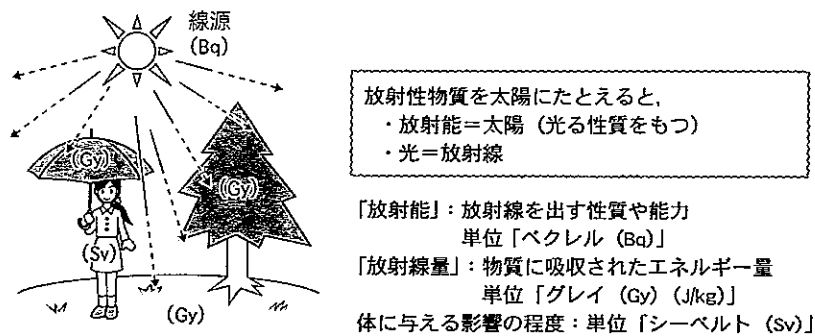 線源
(Bq)
(Gy)
(Gy)
(Sv)
(Gy)
放射性物質を太陽にたとえると,
・放射能=太陽(光る性質をもつ)
・光=放射線
「放射能」:放射線を出す性質や能力
単位「ベクレル(Bq)」
「放射線量」:物質に吸収されたエネルギー量
単位「グレイ(Gy)(J/kg)」
体に与える影響の程度:単位「シーベルト(Sv)」